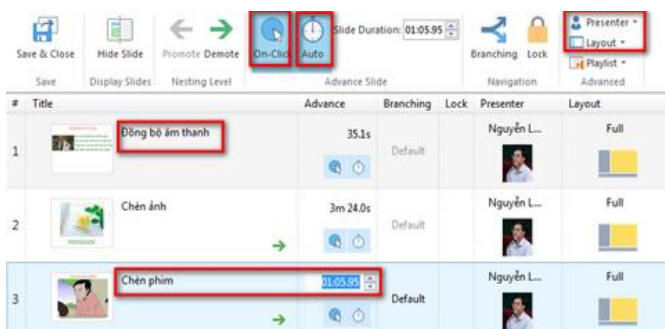 Save & Close
Hide Slide
Promote Demote
On-Click
Auto
Slide Duration: 01:05.95
Branching Lock
Presenter
Layout
Playlist
Save
Display Slides
Nesting Level
Advance Slide
Navigation
Advanced
# Title Advance Branching Lock Presenter Layout
1 Đồng bộ âm thanh 35.1s Default Nguyễn L... Full
2 Chèn ảnh 3m 24.0s Default Nguyễn L... Full
3 Chèn phim 01:05.95 Default Nguyễn L... Full